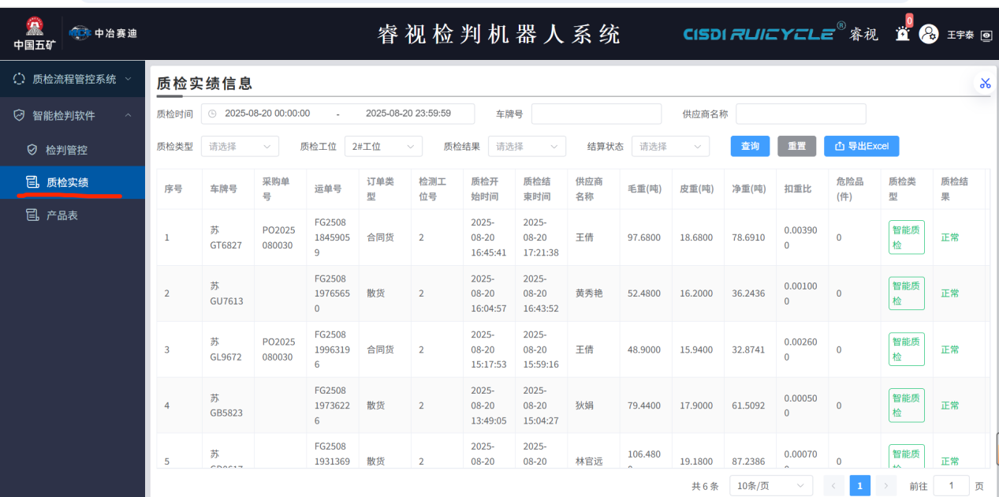 中国五矿
中冶赛迪
睿视检判机器人系统
CISDI RUICYCLE® 睿视
0
王宇泰
质检流程管控系统
智能检判软件
检判管控
质检实绩
产品表
质检实绩信息
质检时间 2025-08-20 00:00:00 - 2025-08-20 23:59:59 车牌号 供应商名称
质检类型 请选择 质检工位 2#工位 质检结果 请选择 结算状态 请选择 查询 重置 导出Excel
序号 车牌号 采购单号 运单号 订单类型 检测工位号 质检开始时间 质检结束时间 供应商名称 毛重(吨) 皮重(吨) 净重(吨) 扣重比 危险品(件) 质检类型 质检结果
1 苏GT6827 PO2025080030 FG250818459059 合同货 2 2025-08-20 16:45:41 2025-08-20 17:21:38 王倩 97.6800 18.6800 78.6910 0.003900 0 智能质检 正常
2 苏GU7613 FG250819765650 散货 2 2025-08-20 16:04:57 2025-08-20 16:43:52 黄秀艳 52.4800 16.2000 36.2436 0.001000 0 智能质检 正常
3 苏GL9672 PO2025080030 FG250819963196 合同货 2 2025-08-20 15:17:53 2025-08-20 15:59:16 王倩 48.9000 15.9400 32.8741 0.002600 0 智能质检 正常
4 苏GB5823 FG250819736226 散货 2 2025-08-20 13:49:05 2025-08-20 15:04:27 狄娟 79.4400 17.9000 61.5092 0.000500 0 智能质检 正常
5 苏 FG25081931369 散货 2 2025-08-20 2025-08-20 林官远 106.480 19.1800 87.2386 0.00070 0 智能质 正常
共 6 条 10条/页 1 前往 1 页